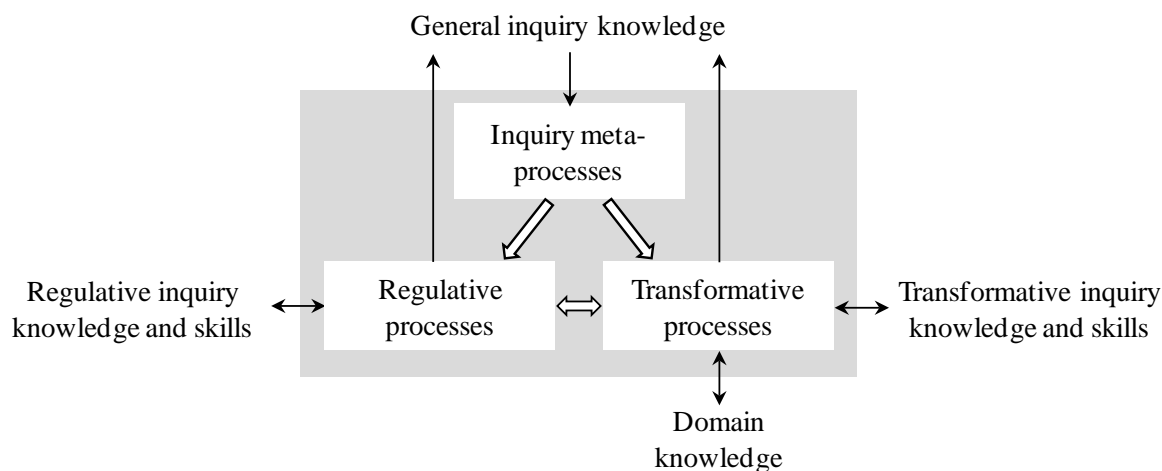 General inquiry knowledge
Inquiry meta-
processes
Regulative inquiry
knowledge and skills
Regulative
processes
Transformative
processes
Transformative inquiry
knowledge and skills
Domain
knowledge